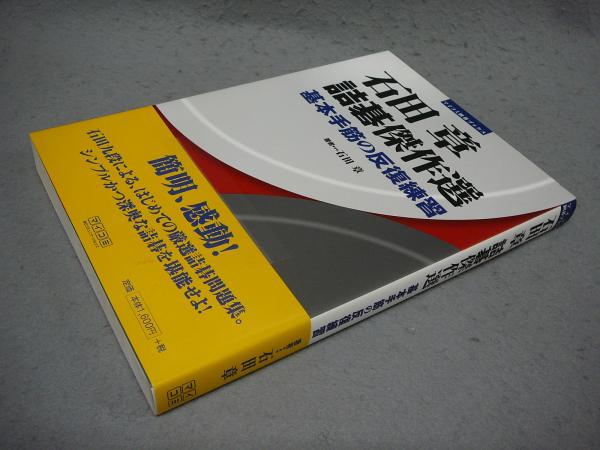 石田 章
詰碁傑作選
基本手筋の反復練習
石田 章
簡明、感動!
石田九段による、はじめての厳選詰碁問題集。
シンプルかつ深奥な詰碁を堪能せよ!
マイコミ
定価 本体1,600円 +税
石田 章 詰碁傑作選 基本手筋の反復練習
石田 章
マイコミ